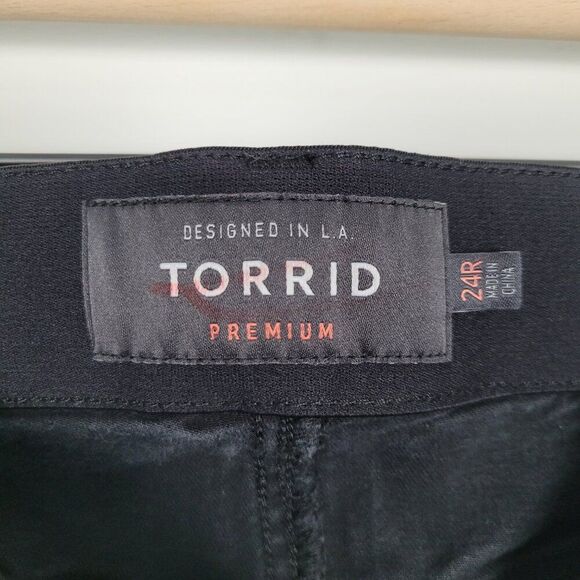 DESIGNED IN L.A.
TORRID
PREMIUM
24R
MADE IN
CHINA